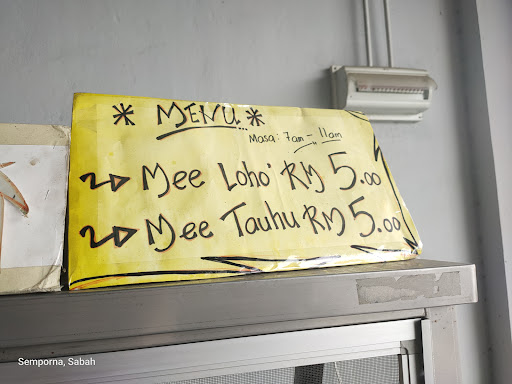 * MENU *
Masa: 7am - 11am
Mee Loho' RM 5.00
Mee Tauhu RM 5.00
Semporna, Sabah